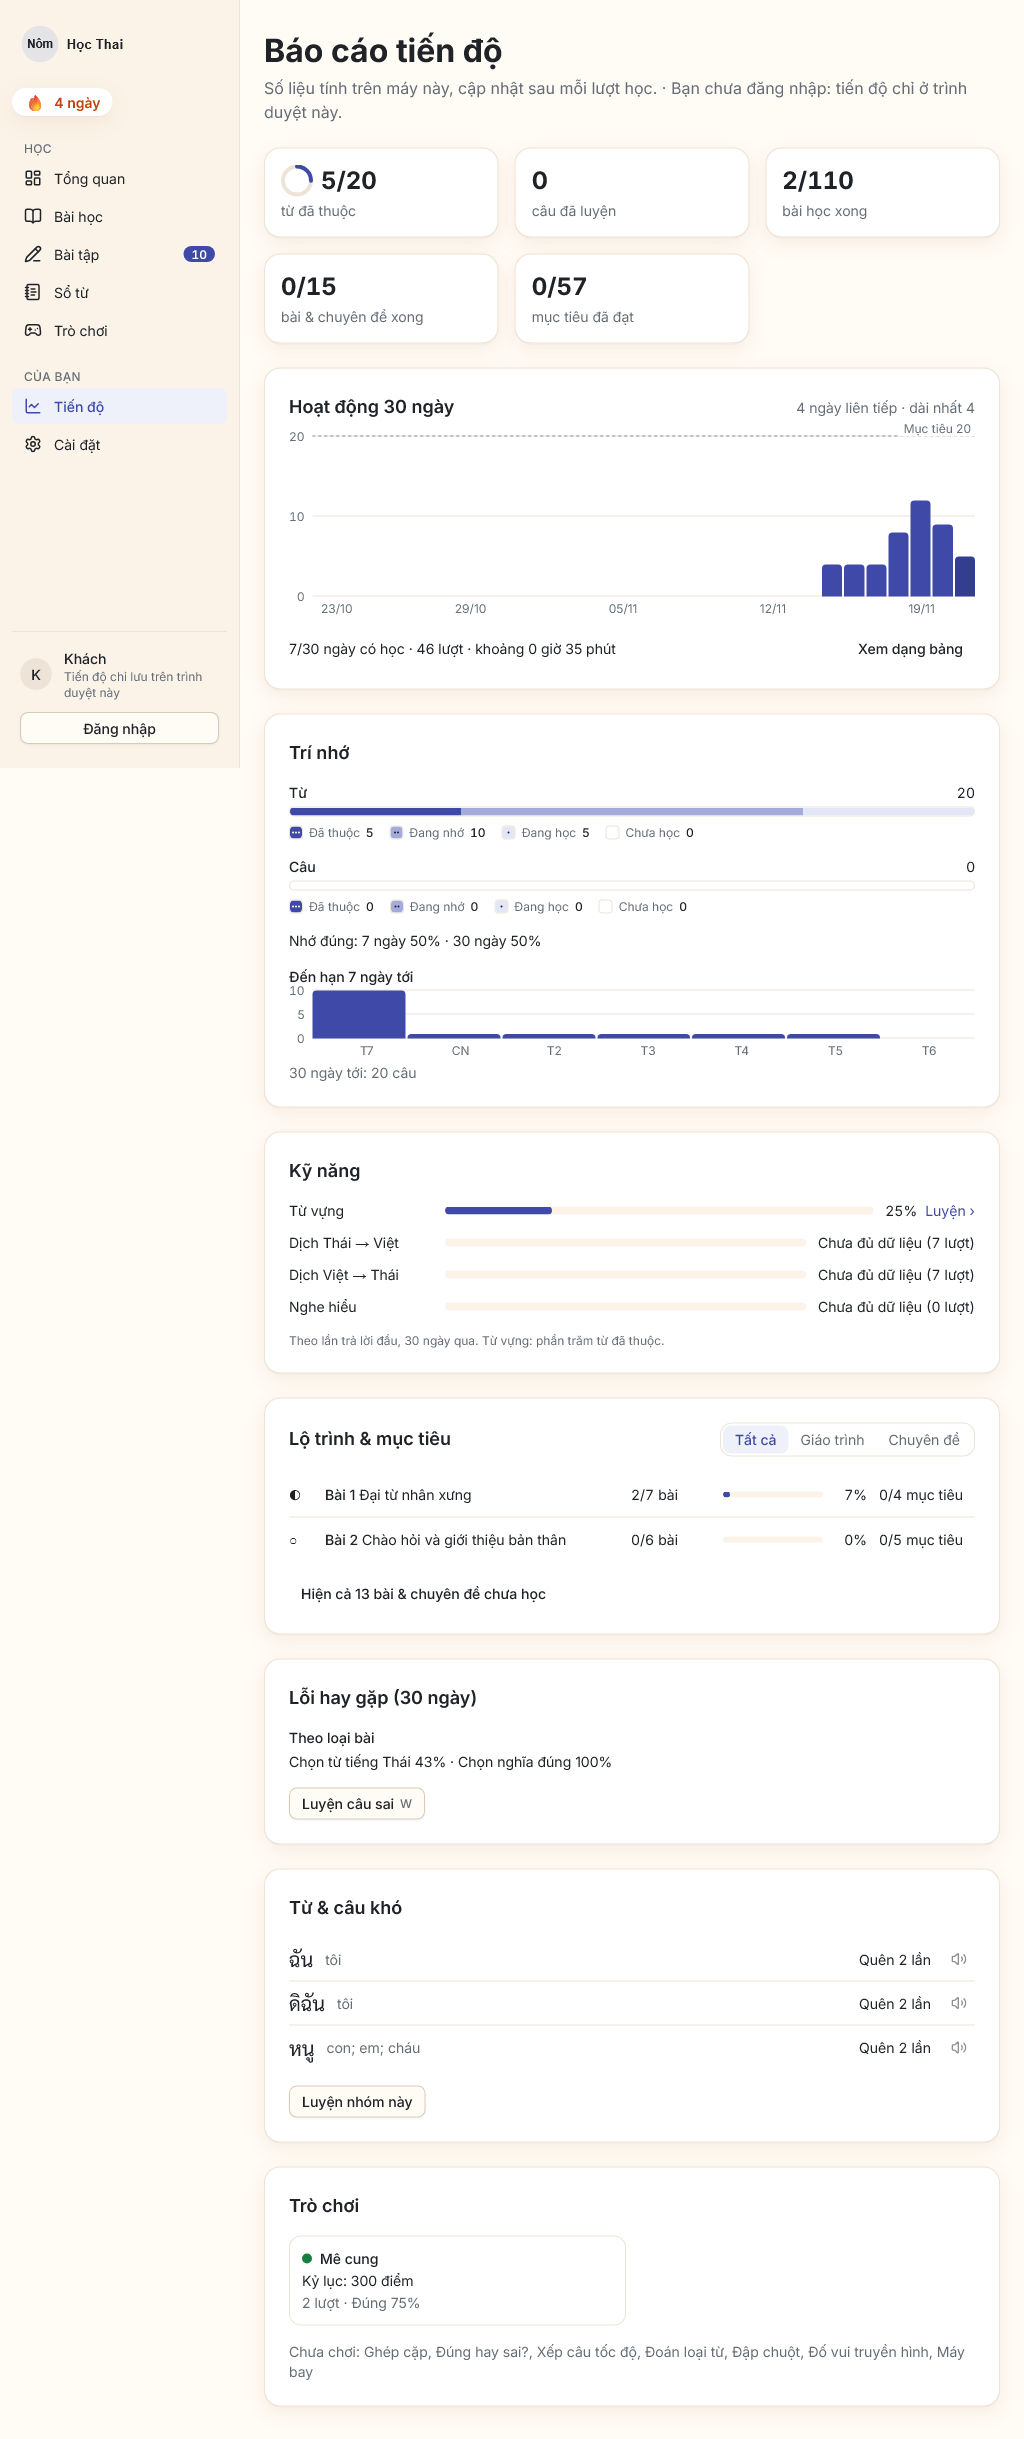 Nôm Học Thai
4 ngày
HỌC
Tổng quan
Bài học
Bài tập 10
Sổ từ
Trò chơi
CỦA BẠN
Tiến độ
Cài đặt
K
Khách
Tiến độ chỉ lưu trên trình
duyệt này
Đăng nhập
Báo cáo tiến độ
Số liệu tính trên máy này, cập nhật sau mỗi lượt học. · Bạn chưa đăng nhập: tiến độ chỉ ở trình
duyệt này.
5/20
từ đã thuộc
0
câu đã luyện
2/110
bài học xong
0/15
bài & chuyên đề xong
0/57
mục tiêu đã đạt
Hoạt động 30 ngày
4 ngày liên tiếp · dài nhất 4
Mục tiêu 20
20
10
0
23/10 29/10 05/11 12/11 19/11
7/30 ngày có học · 46 lượt · khoảng 0 giờ 35 phút
Xem dạng bảng
Trí nhớ
Từ 20
Đã thuộc 5 Đang nhớ 10 Đang học 5 Chưa học 0
Câu 0
Đã thuộc 0 Đang nhớ 0 Đang học 0 Chưa học 0
Nhớ đúng: 7 ngày 50% · 30 ngày 50%
Đến hạn 7 ngày tới
10
5
0
T7 CN T2 T3 T4 T5 T6
30 ngày tới: 20 câu
Kỹ năng
Từ vựng 25% Luyện ›
Dịch Thái → Việt Chưa đủ dữ liệu (7 lượt)
Dịch Việt → Thái Chưa đủ dữ liệu (7 lượt)
Nghe hiểu Chưa đủ dữ liệu (0 lượt)
Theo lần trả lời đầu, 30 ngày qua. Từ vựng: phần trăm từ đã thuộc.
Lộ trình & mục tiêu
Tất cả Giáo trình Chuyên đề
Bài 1 Đại từ nhân xưng 2/7 bài 7% 0/4 mục tiêu
Bài 2 Chào hỏi và giới thiệu bản thân 0/6 bài 0% 0/5 mục tiêu
Hiện cả 13 bài & chuyên đề chưa học
Lỗi hay gặp (30 ngày)
Theo loại bài
Chọn từ tiếng Thái 43% · Chọn nghĩa đúng 100%
Luyện câu sai W
Từ & câu khó
ฉัน tôi Quên 2 lần
ดิฉัน tôi Quên 2 lần
หนู con; em; cháu Quên 2 lần
Luyện nhóm này
Trò chơi
Mê cung
Kỷ lục: 300 điểm
2 lượt · Đúng 75%
Chưa chơi: Ghép cặp, Đúng hay sai?, Xếp câu tốc độ, Đoán loại từ, Đập chuột, Đố vui truyền hình, Máy
bay